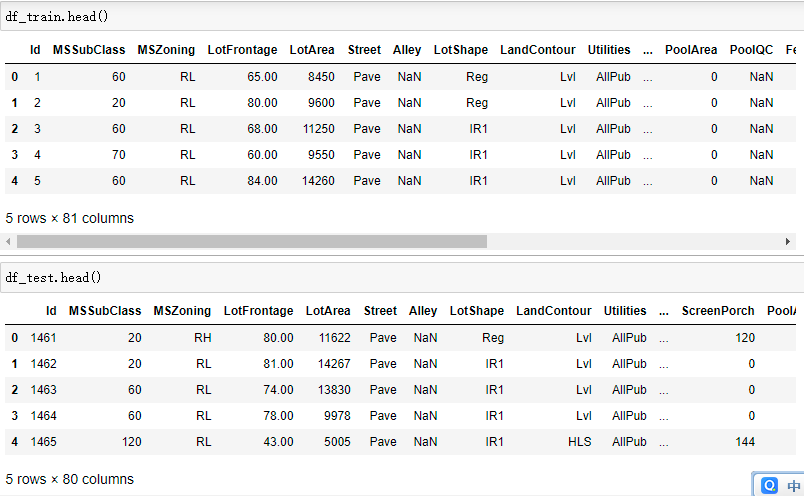 df_train.head()
Id MSSubClass MSZoning LotFrontage LotArea Street Alley LotShape LandContour Utilities ... PoolArea PoolQC Fe
0 1 60 RL 65.00 8450 Pave NaN Reg Lvl AllPub ... 0 NaN
1 2 20 RL 80.00 9600 Pave NaN Reg Lvl AllPub ... 0 NaN
2 3 60 RL 68.00 11250 Pave NaN IR1 Lvl AllPub ... 0 NaN
3 4 70 RL 60.00 9550 Pave NaN IR1 Lvl AllPub ... 0 NaN
4 5 60 RL 84.00 14260 Pave NaN IR1 Lvl AllPub ... 0 NaN
5 rows × 81 columns
df_test.head()
Id MSSubClass MSZoning LotFrontage LotArea Street Alley LotShape LandContour Utilities ... ScreenPorch PoolA
0 1461 20 RH 80.00 11622 Pave NaN Reg Lvl AllPub ... 120
1 1462 20 RL 81.00 14267 Pave NaN IR1 Lvl AllPub ... 0
2 1463 60 RL 74.00 13830 Pave NaN IR1 Lvl AllPub ... 0
3 1464 60 RL 78.00 9978 Pave NaN IR1 Lvl AllPub ... 0
4 1465 120 RL 43.00 5005 Pave NaN IR1 HLS AllPub ... 144
5 rows × 80 columns
中